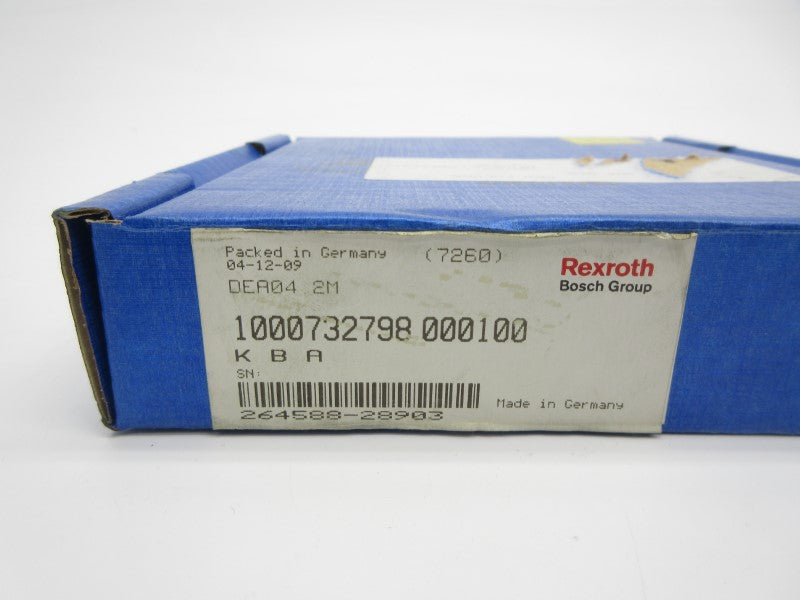 Packed in Germany (7260)
04-12-09
DEA04.2M
Rexroth
Bosch Group
1000732798 000100
K B A
SN:
264588-28903
Made in Germany